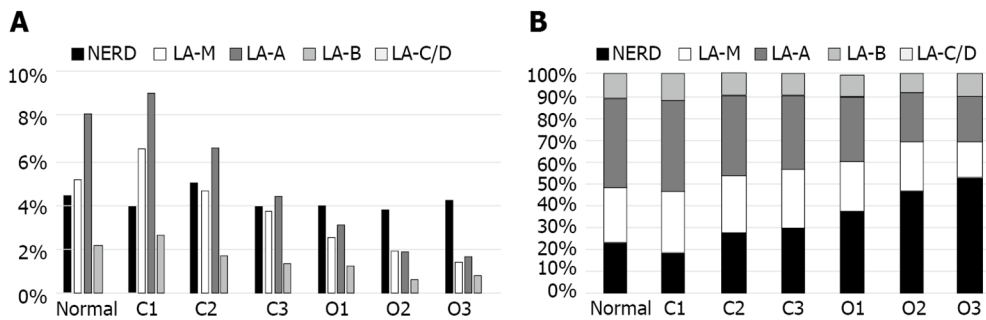 A
NERD LA-M LA-A LA-B LA-C/D
10%
8%
6%
4%
2%
0%
Normal C1 C2 C3 O1 O2 O3
B
NERD LA-M LA-A LA-B LA-C/D
100%
90%
80%
70%
60%
50%
40%
30%
20%
10%
0%
Normal C1 C2 C3 O1 O2 O3